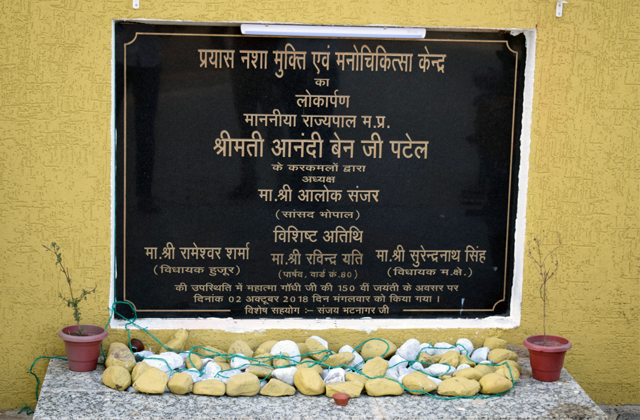 प्रयास नशा मुक्ति एवं मनोचिकित्सा केन्द्र
का
लोकार्पण
माननीया राज्यपाल म.प्र.
श्रीमती आनंदी बेन जी पटेल
के करकमलों द्वारा
अध्यक्ष
मा.श्री आलोक संजर
(सांसद भोपाल)
विशिष्ट अतिथि
मा.श्री रामेश्वर शर्मा मा.श्री रविन्द्र यति मा.श्री सुरेन्द्रनाथ सिंह
(विधायक हुजूर) (पार्षद, वार्ड कं.80) (विधायक म.क्षे.)
की उपस्थिति में महात्मा गाँधी जी की 150 वीं जयंती के अवसर पर
दिनांक 02 अक्टूबर 2018 दिन मंगलवार को किया गया ।
विशेष सहयोग :- संजय भटनागर जी